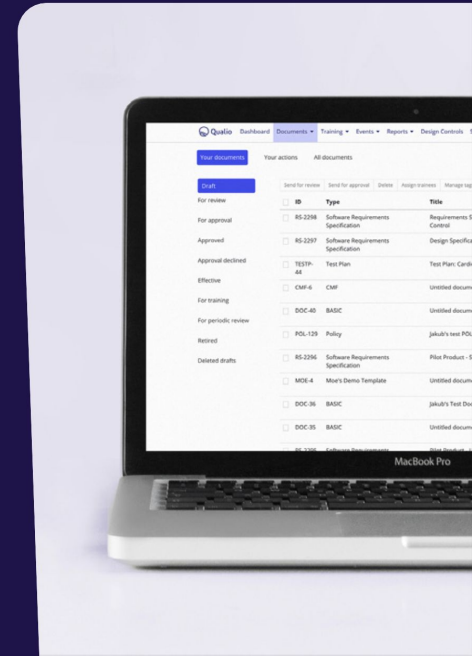 Qualio Dashboard Documents Training Events Reports Design Controls
Your documents Your actions All documents
Draft
For review
For approval
Approved
Approval declined
Effective
For training
For periodic review
Retired
Deleted drafts
Send for review Send for approval Delete Assign trainees Manage tag
ID Type Title
RS-2298 Software Requirements Specification Requirements S
Control
RS-2297 Software Requirements Specification Design Specifica
TESTP-44 Test Plan Test Plan: Cardi
CMF-6 CMF Untitled docum
DOC-40 BASIC Untitled docum
POL-129 Policy Jakub's test POL
RS-2296 Software Requirements Specification Pilot Product - S
MOE-4 Moe's Demo Template Untitled docum
DOC-36 BASIC Jakub's Test Doc
DOC-35 BASIC Untitled docum
MacBook Pro